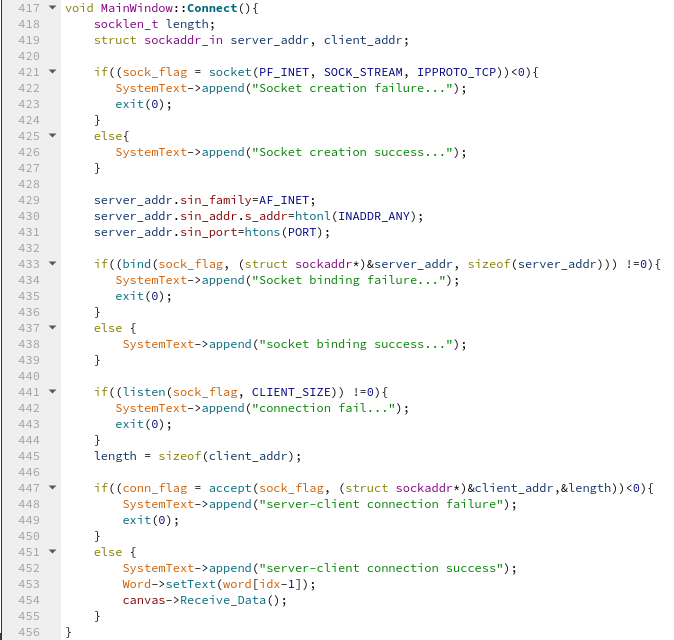 417 void MainWindow::Connect(){
418     socklen_t length;
419     struct sockaddr_in server_addr, client_addr;
420
421     if((sock_flag = socket(PF_INET, SOCK_STREAM, IPPROTO_TCP))<0){
422        SystemText->append("Socket creation failure...");
423        exit(0);
424     }
425     else{
426        SystemText->append("Socket creation success...");
427     }
428
429     server_addr.sin_family=AF_INET;
430     server_addr.sin_addr.s_addr=htonl(INADDR_ANY);
431     server_addr.sin_port=htons(PORT);
432
433     if((bind(sock_flag, (struct sockaddr*)&server_addr, sizeof(server_addr))) !=0){
434        SystemText->append("Socket binding failure...");
435        exit(0);
436     }
437     else {
438         SystemText->append("socket binding success...");
439     }
440
441     if((listen(sock_flag, CLIENT_SIZE)) !=0){
442        SystemText->append("connection fail...");
443        exit(0);
444     }
445     length = sizeof(client_addr);
446
447     if((conn_flag = accept(sock_flag, (struct sockaddr*)&client_addr,&length))<0){
448         SystemText->append("server-client connection failure");
449         exit(0);
450     }
451     else {
452         SystemText->append("server-client connection success");
453         Word->setText(word[idx-1]);
454         canvas->Receive_Data();
455     }
456 }